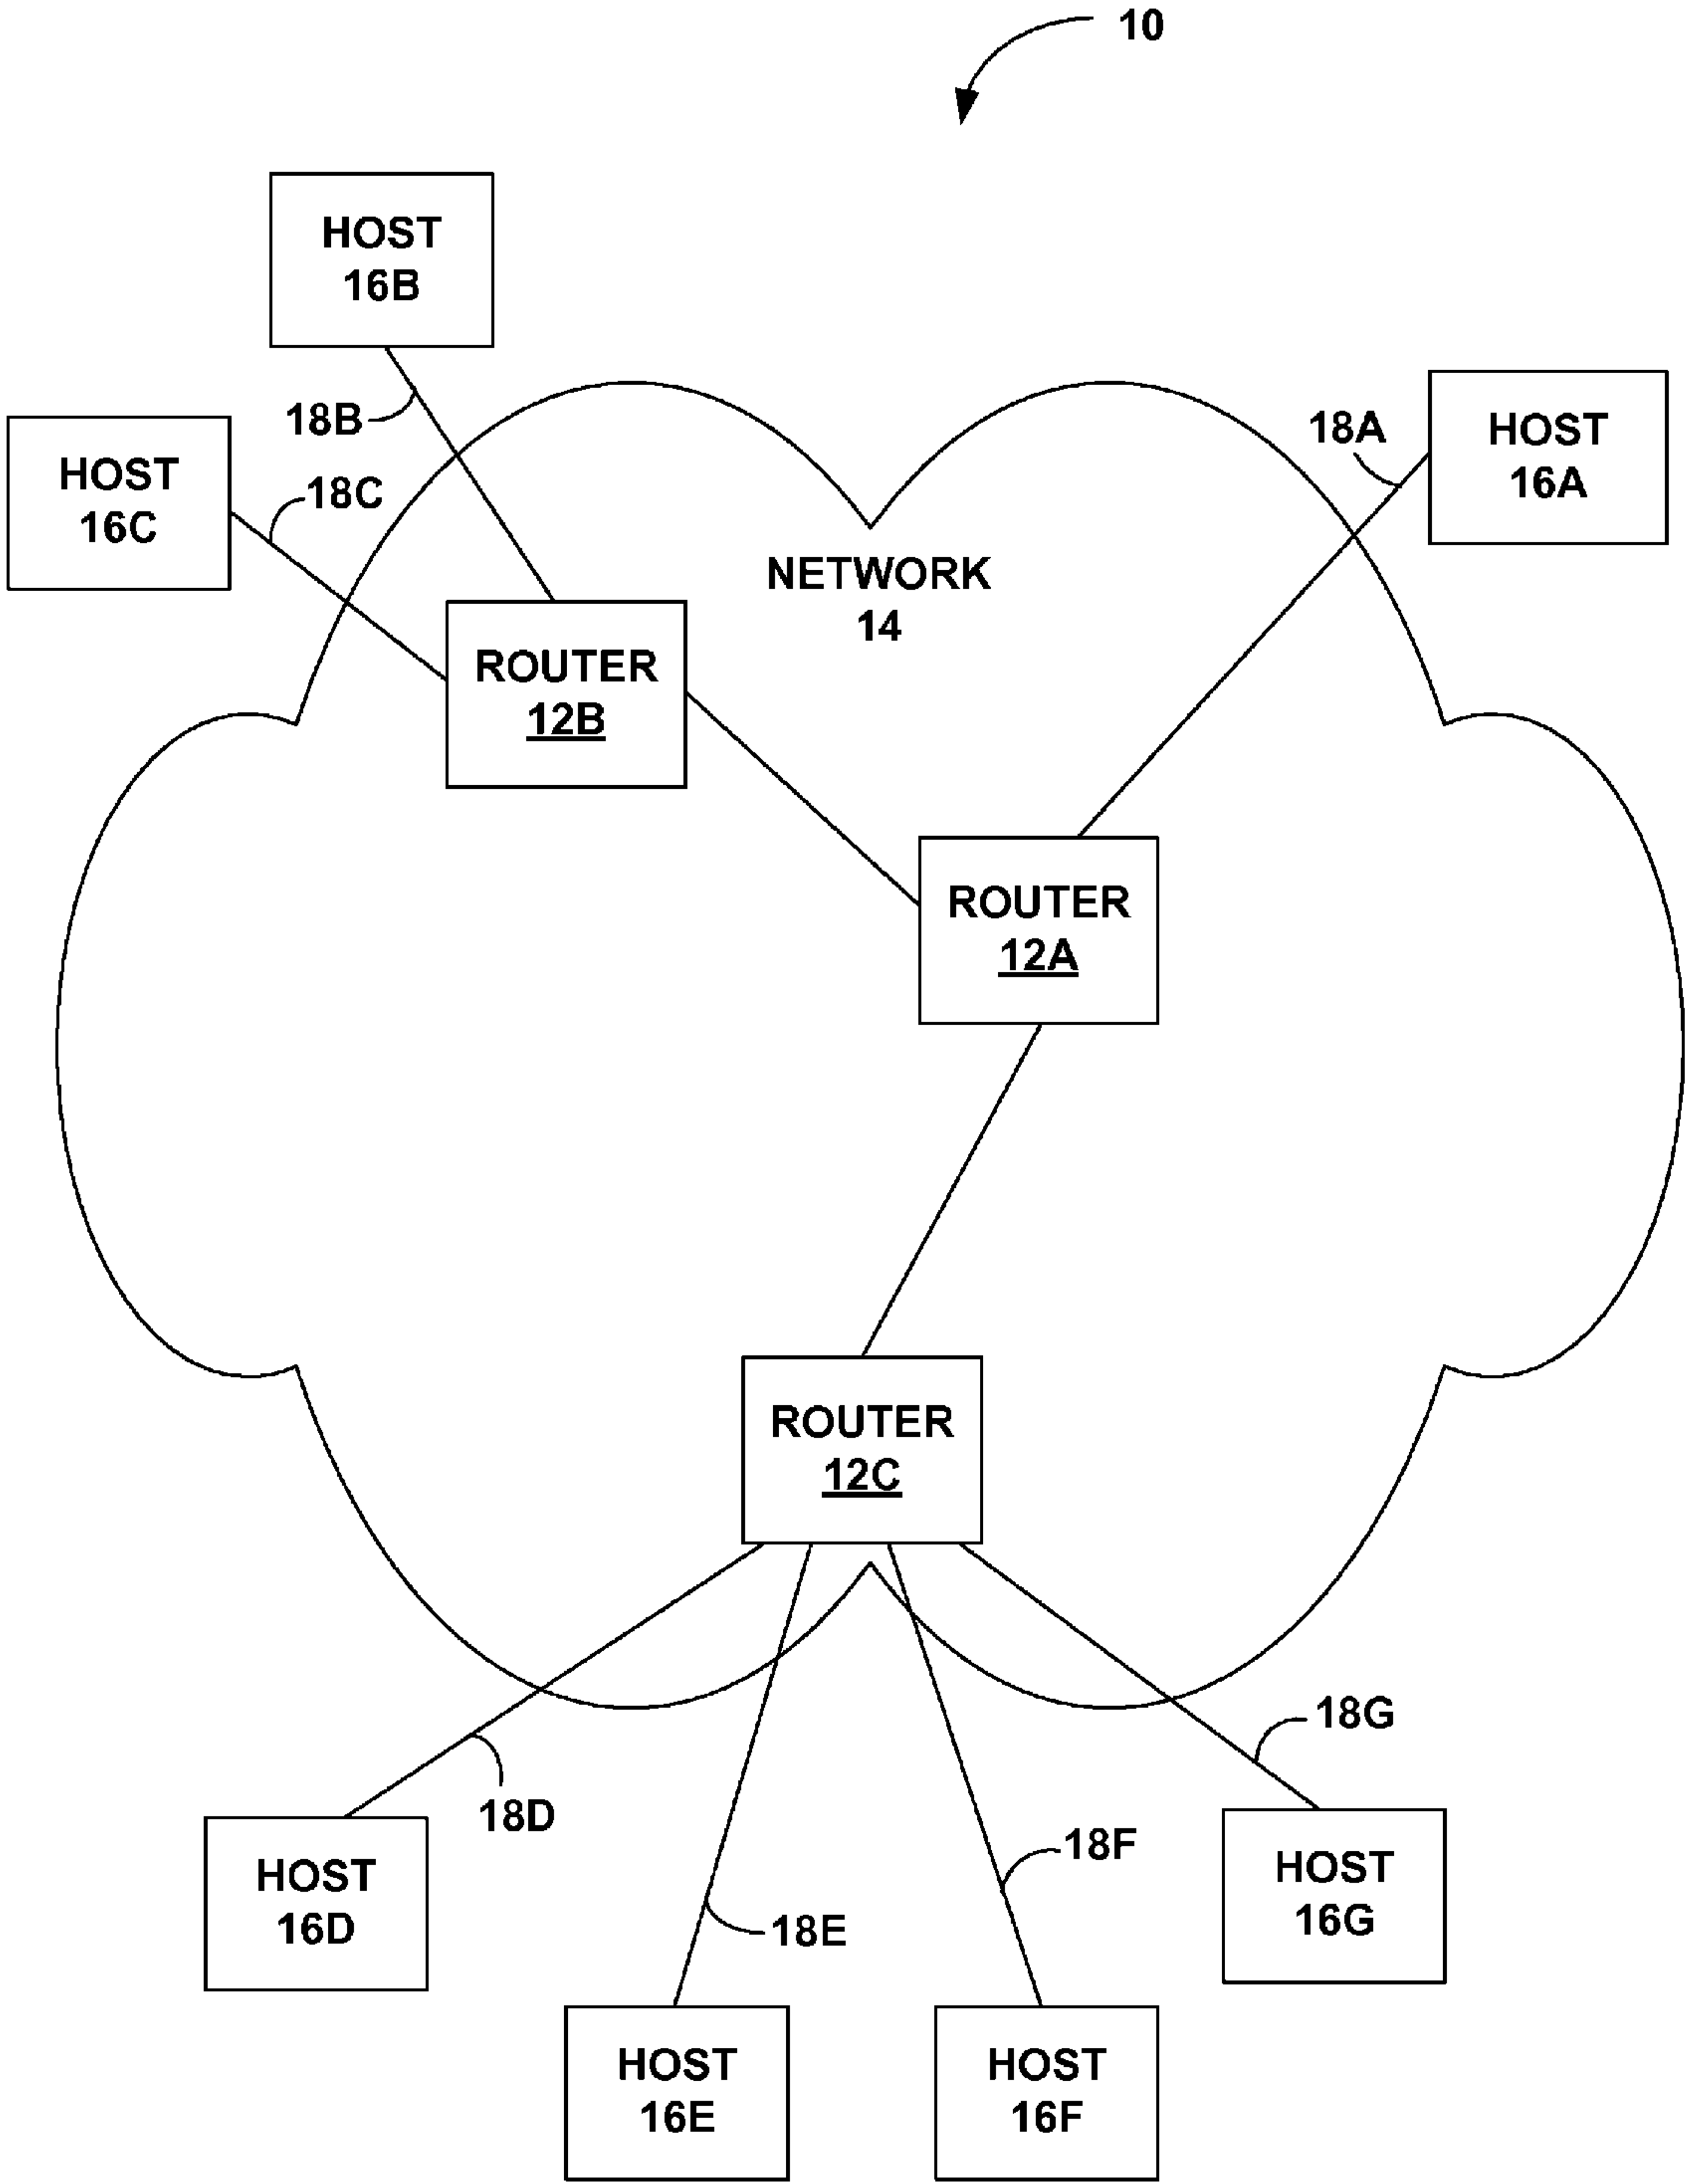 10
HOST
16B
18B
18A
HOST
16A
HOST
16C
18C
NETWORK
14
ROUTER
12B
ROUTER
12A
ROUTER
12C
18G
18D
18F
HOST
16D
18E
HOST
16G
HOST
16E
HOST
16F